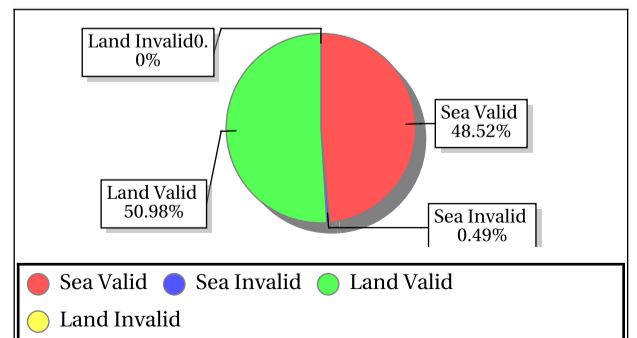 Land Invalid0.
0%
Sea Valid
48.52%
Land Valid
50.98%
Sea Invalid
0.49%
Sea Valid
Sea Invalid
Land Valid
Land Invalid